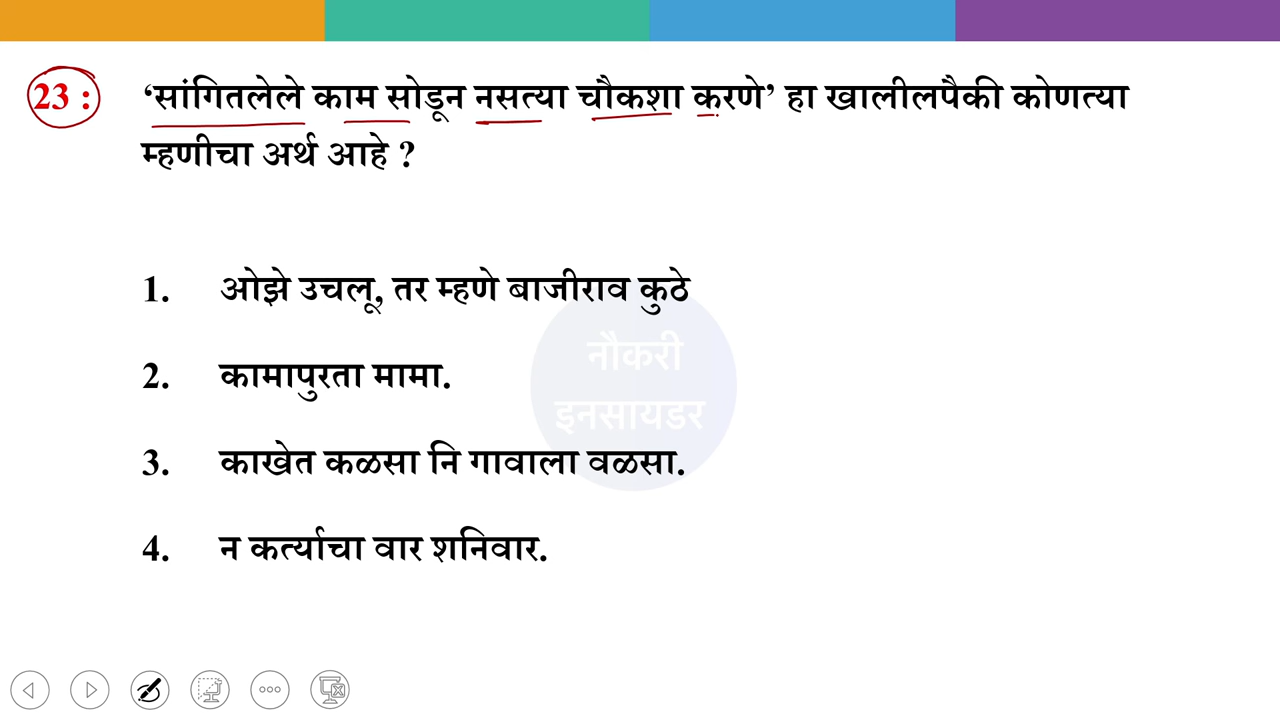 23 : ‘सांगितलेले काम सोडून नसत्या चौकशा करणे’ हा खालीलपैकी कोणत्या
म्हणीचा अर्थ आहे ?
1. ओझे उचलू, तर म्हणे बाजीराव कुठे
नौकरी
2. कामापुरता मामा.
इनसायडर
3. काखेत कळसा नि गावाला वळसा.
4. न कर्त्याचा वार शनिवार.